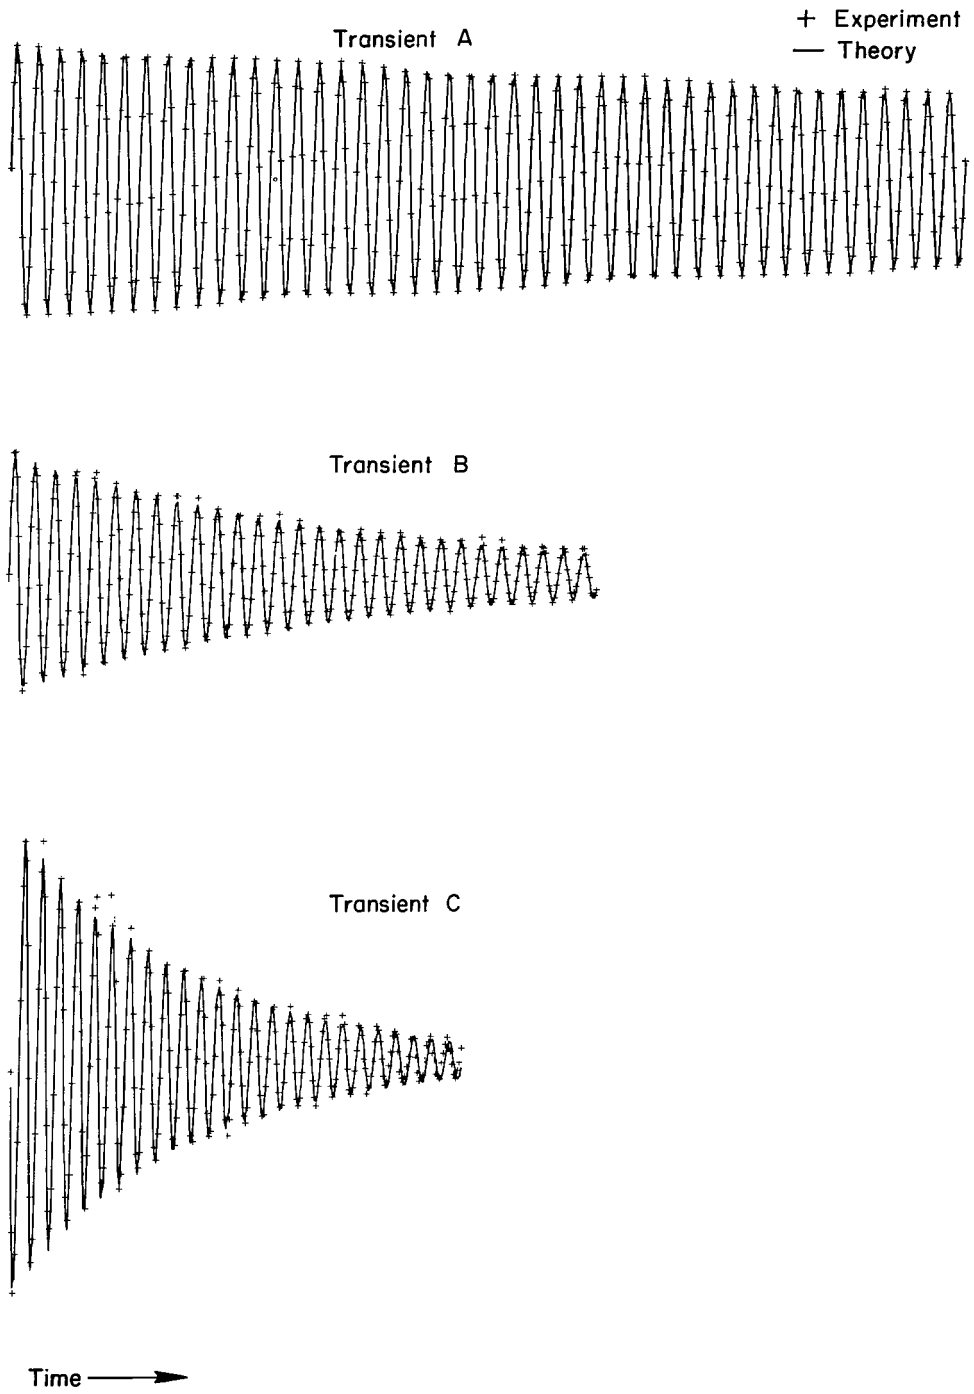 Transient A
+ Experiment
— Theory
Transient B
Transient C
Time